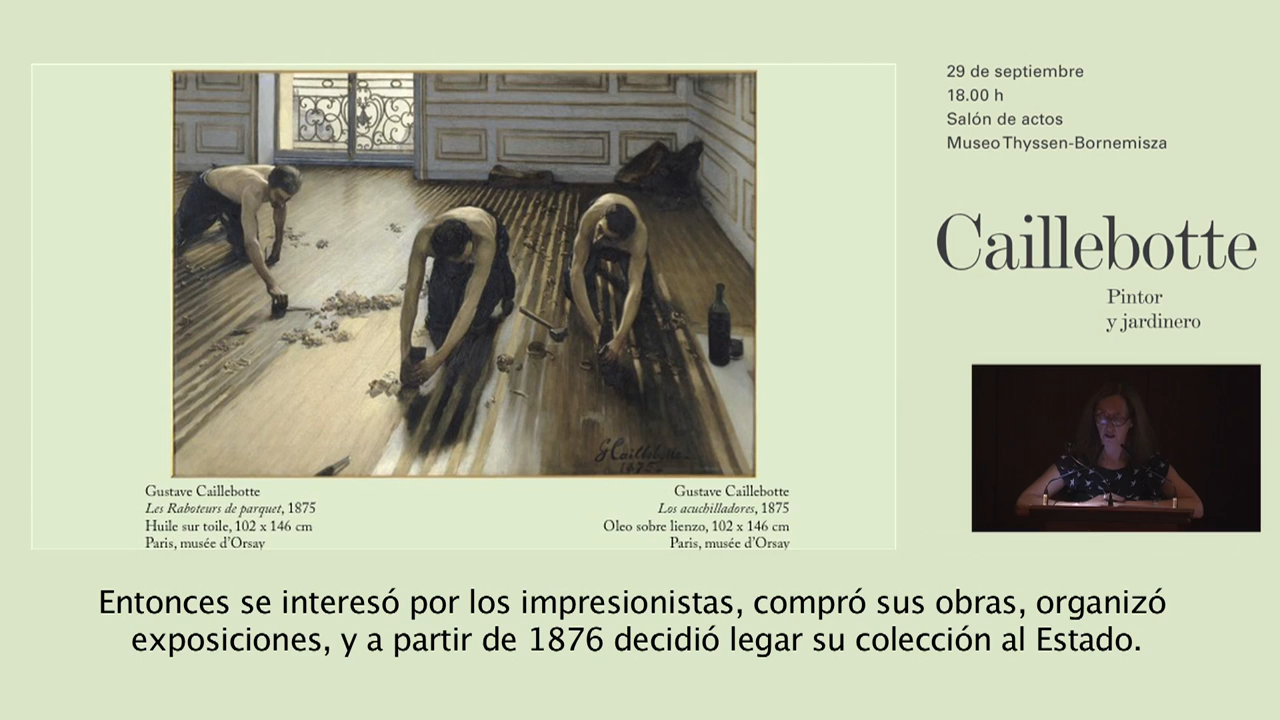 29 de septiembre
18.00 h
Salón de actos
Museo Thyssen-Bornemisza
Caillebotte
Pintor
y jardinero
G Caillebotte
1875
Gustave Caillebotte
Les Raboteurs de parquet, 1875
Huile sur toile, 102 x 146 cm
Paris, musée d'Orsay
Gustave Caillebotte
Los acuchilladores, 1875
Oleo sobre lienzo, 102 x 146 cm
Paris, musée d'Orsay
Entonces se interesó por los impresionistas, compró sus obras, organizó
exposiciones, y a partir de 1876 decidió legar su colección al Estado.